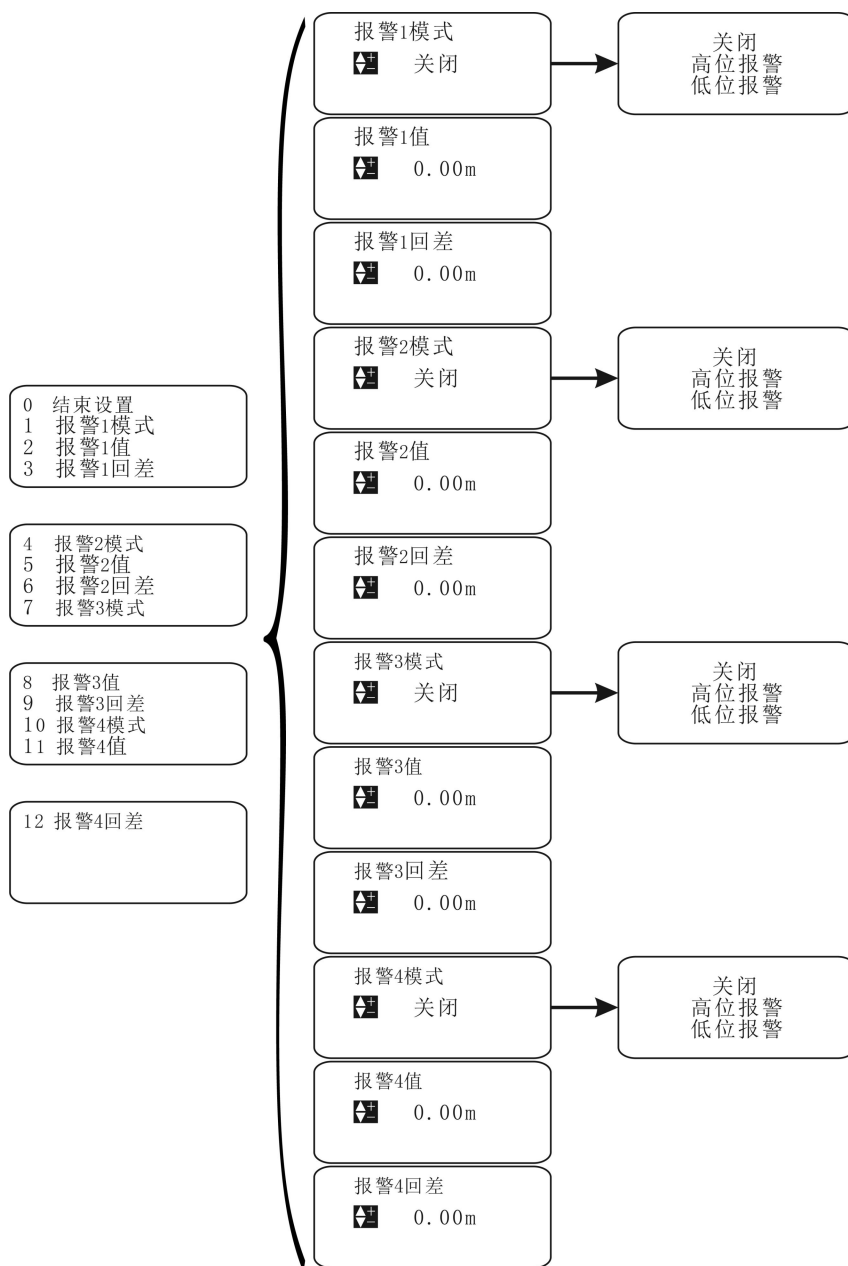 0 结束设置
1 报警1模式
2 报警1值
3 报警1回差
4 报警2模式
5 报警2值
6 报警2回差
7 报警3模式
8 报警3值
9 报警3回差
10 报警4模式
11 报警4值
12 报警4回差
报警1模式
关闭
关闭
高位报警
低位报警
报警1值
0.00m
报警1回差
0.00m
报警2模式
关闭
关闭
高位报警
低位报警
报警2值
0.00m
报警2回差
0.00m
报警3模式
关闭
关闭
高位报警
低位报警
报警3值
0.00m
报警3回差
0.00m
报警4模式
关闭
关闭
高位报警
低位报警
报警4值
0.00m
报警4回差
0.00m